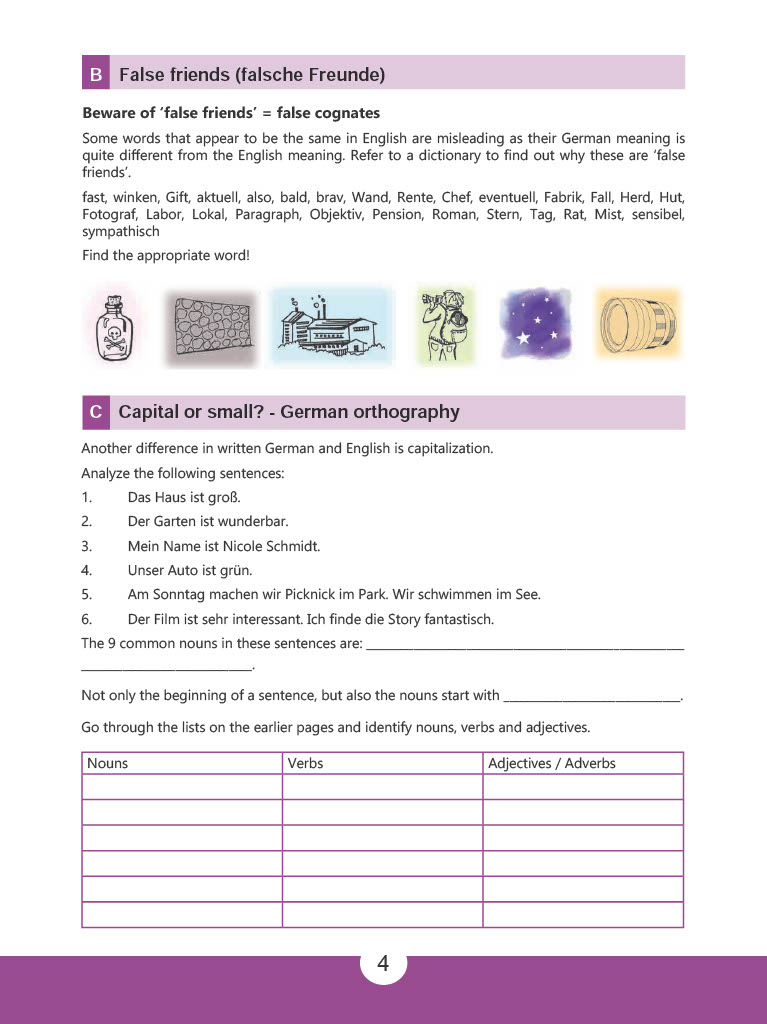 B False friends (falsche Freunde)
Beware of ‘false friends’ = false cognates
Some words that appear to be the same in English are misleading as their German meaning is
quite different from the English meaning. Refer to a dictionary to find out why these are ‘false
friends’.
fast, winken, Gift, aktuell, also, bald, brav, Wand, Rente, Chef, eventuell, Fabrik, Fall, Herd, Hut,
Fotograf, Labor, Lokal, Paragraph, Objektiv, Pension, Roman, Stern, Tag, Rat, Mist, sensibel,
sympathisch
Find the appropriate word!
C Capital or small? - German orthography
Another difference in written German and English is capitalization.
Analyze the following sentences:
1. Das Haus ist groß.
2. Der Garten ist wunderbar.
3. Mein Name ist Nicole Schmidt.
4. Unser Auto ist grün.
5. Am Sonntag machen wir Picknick im Park. Wir schwimmen im See.
6. Der Film ist sehr interessant. Ich finde die Story fantastisch.
The 9 common nouns in these sentences are: ______________________________________
____________________.
Not only the beginning of a sentence, but also the nouns start with _____________________.
Go through the lists on the earlier pages and identify nouns, verbs and adjectives.
Nouns Verbs Adjectives / Adverbs
4